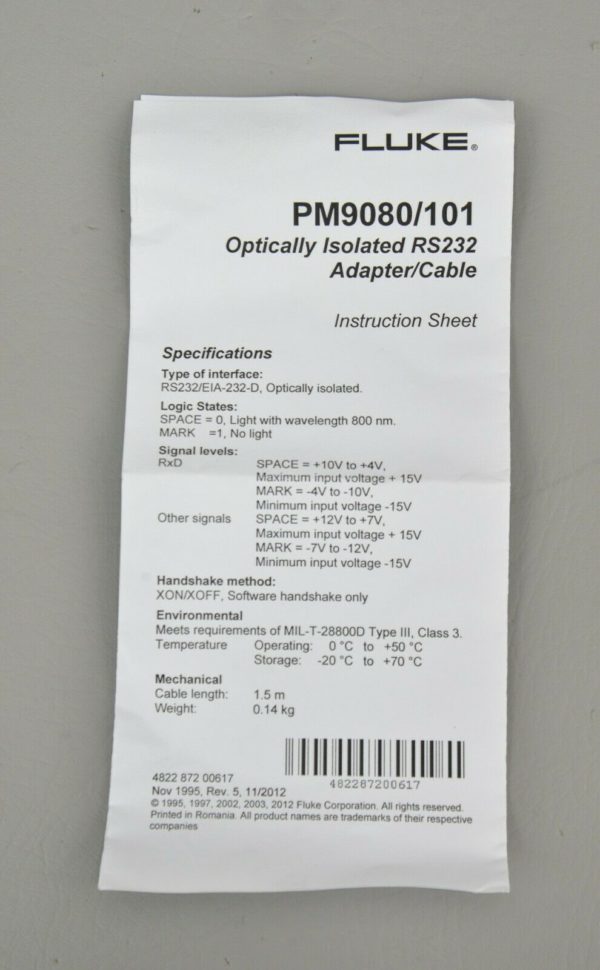 FLUKE®
PM9080/101
Optically Isolated RS232
Adapter/Cable
Instruction Sheet
Specifications
Type of interface:
RS232/EIA-232-D, Optically isolated.
Logic States:
SPACE = 0, Light with wavelength 800 nm.
MARK =1, No light
Signal levels:
RxD SPACE = +10V to +4V,
Maximum input voltage + 15V
MARK = -4V to -10V,
Minimum input voltage -15V
Other signals SPACE = +12V to +7V,
Maximum input voltage + 15V
MARK = -7V to -12V,
Minimum input voltage -15V
Handshake method:
XON/XOFF, Software handshake only
Environmental
Meets requirements of MIL-T-28800D Type III, Class 3.
Temperature Operating: 0 °C to +50 °C
Storage: -20 °C to +70 °C
Mechanical
Cable length: 1.5 m
Weight: 0.14 kg
482287200617
4822 872 00617
Nov 1995, Rev. 5, 11/2012
© 1995, 1997, 2002, 2003, 2012 Fluke Corporation. All rights reserved.
Printed in Romania. All product names are trademarks of their respective
companies